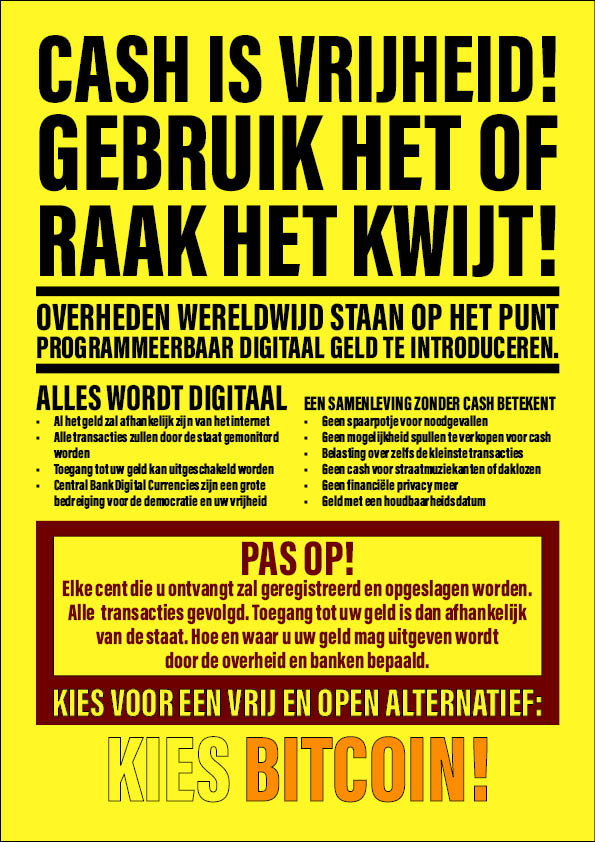 CASH IS VRIJHEID!
GEBRUIK HET OF
RAAK HET KWIJT!
OVERHEDEN WERELDWIJD STAAN OP HET PUNT
PROGRAMMEERBAAR DIGITAAL GELD TE INTRODUCEREN.
ALLES WORDT DIGITAAL
▪ Al het geld zal afhankelijk zijn van het internet
▪ Alle transacties zullen door de staat gemonitord
worden
▪ Toegang tot uw geld kan uitgeschakeld worden
▪ Central Bank Digital Currencies zijn een grote
bedreiging voor de democratie en uw vrijheid
EEN SAMENLEVING ZONDER CASH BETEKENT
▪ Geen spaarpotje voor noodgevallen
▪ Geen mogelijkheid spullen te verkopen voor cash
▪ Belasting over zelfs de kleinste transacties
▪ Geen cash voor straatmuziekanten of daklozen
▪ Geen financiële privacy meer
▪ Geld met een houdbaarheidsdatum
PAS OP!
Elke cent die u ontvangt zal geregistreerd en opgeslagen worden.
Alle transacties gevolgd. Toegang tot uw geld is dan afhankelijk
van de staat. Hoe en waar u uw geld mag uitgeven wordt
door de overheid en banken bepaald.
KIES VOOR EEN VRIJ EN OPEN ALTERNATIEF:
KIES BITCOIN!